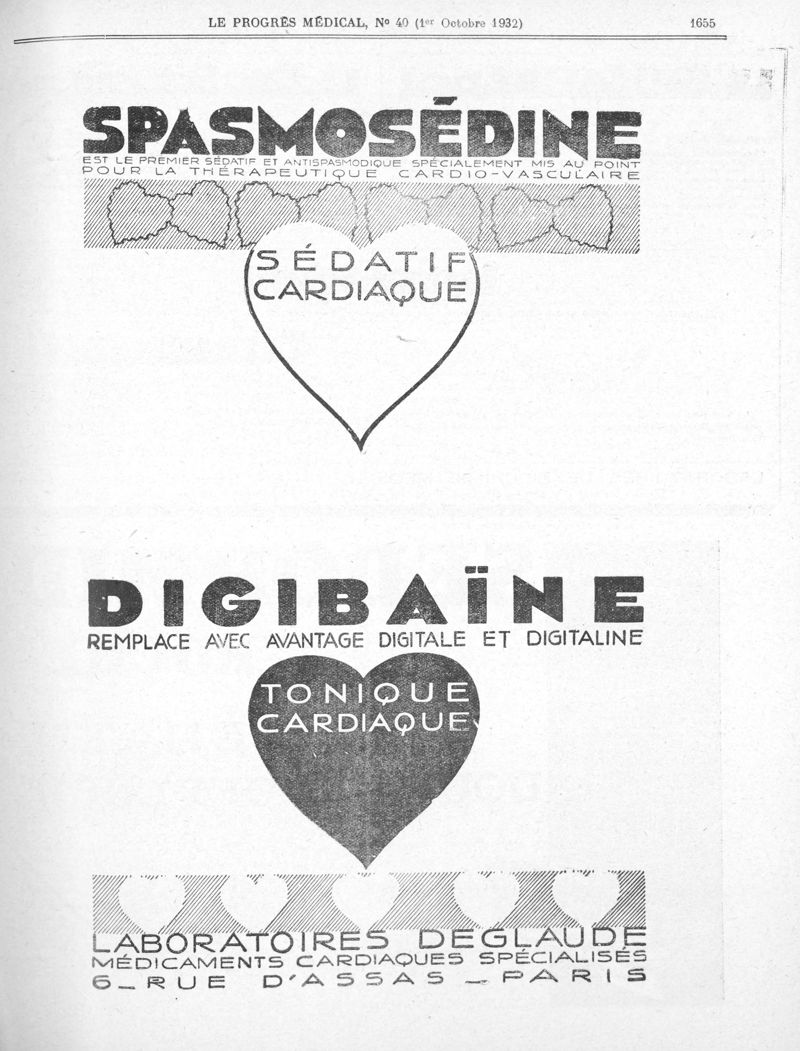 LE PROGRÈS MÉDICAL, Nº 40 (1er Octobre 1932) 1655
SPASMOSÉDINE
EST LE PREMIER SÉDATIF ET ANTISPASMODIQUE SPÉCIALEMENT MIS AU POINT
POUR LA THÉRAPEUTIQUE CARDIO-VASCULAIRE
SÉDATIF
CARDIAQUE
DIGIBAÏNE
REMPLACE AVEC AVANTAGE DIGITALE ET DIGITALINE
TONIQUE
CARDIAQUE
LABORATOIRES DEGLAUDE
MÉDICAMENTS CARDIAQUES SPÉCIALISÉS
6_RUE D'ASSAS _ PARIS